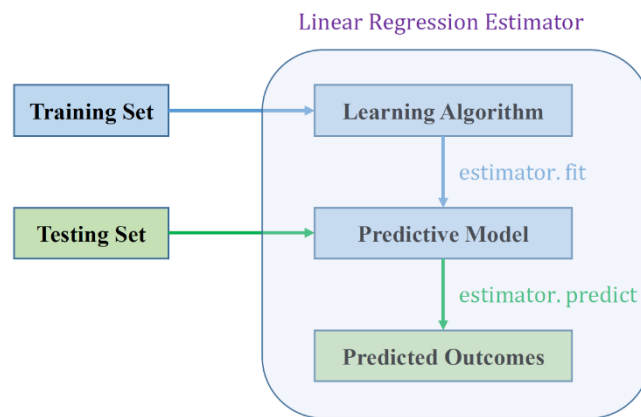 Linear Regression Estimator
Training Set
Learning Algorithm
estimator. fit
Testing Set
Predictive Model
estimator. predict
Predicted Outcomes